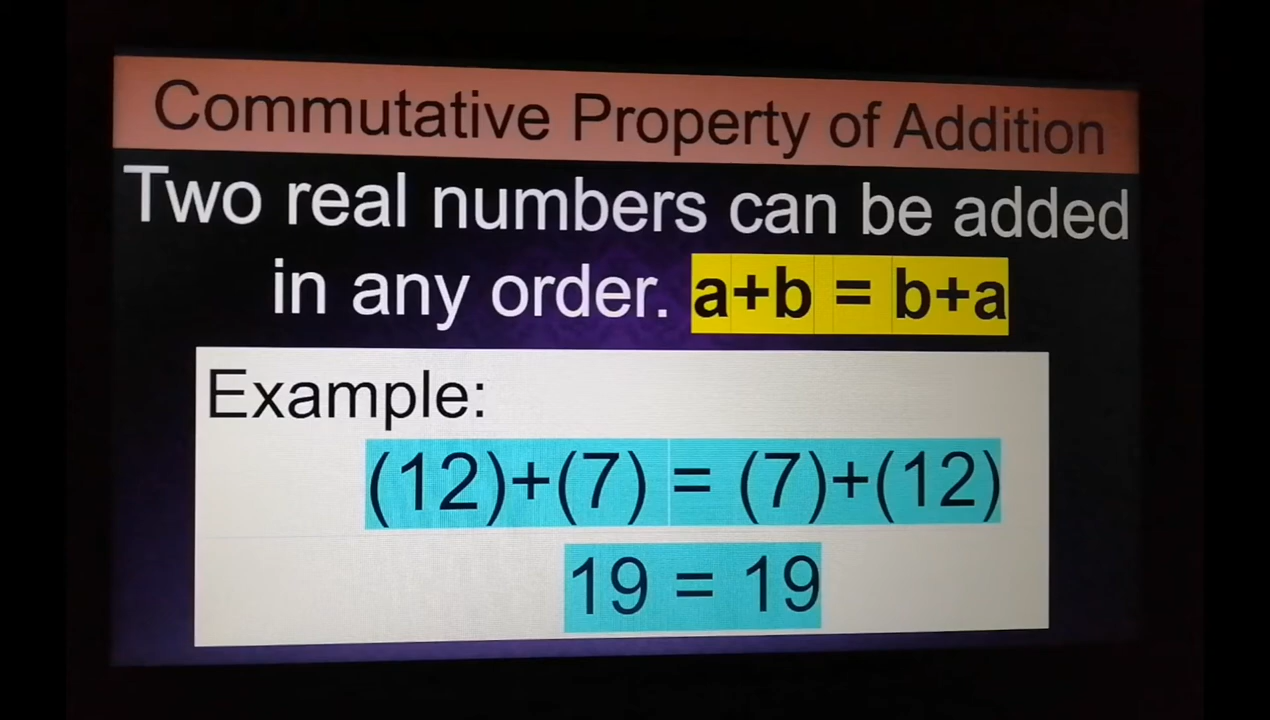 Commutative Property of Addition
Two real numbers can be added
in any order. a+b = b+a
Example:
(12)+(7) = (7)+(12)
19 = 19